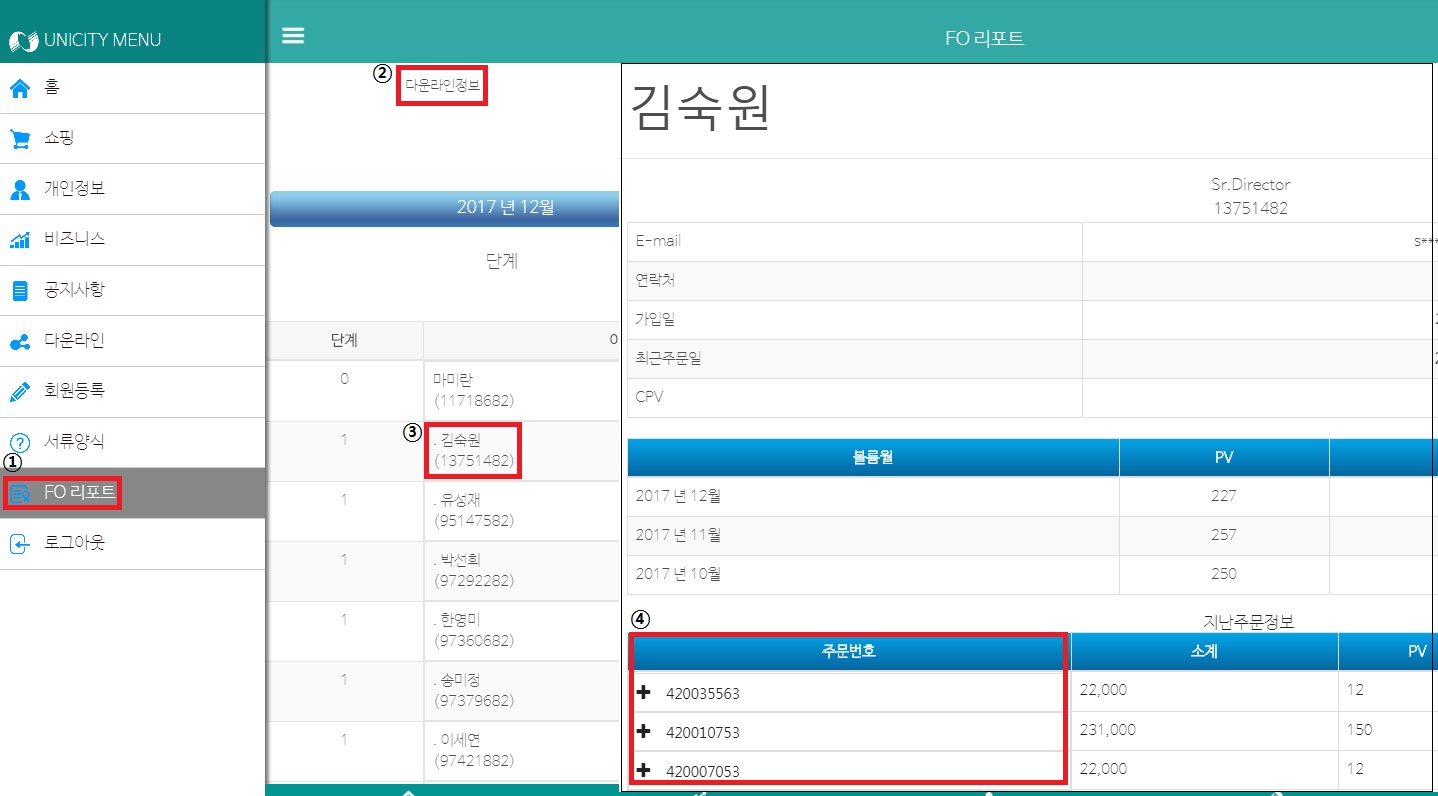 UNICITY MENU
홈
쇼핑
개인정보
비즈니스
공지사항
다운라인
회원등록
서류양식
①
FO 리포트
로그아웃
FO 리포트
② 다운라인정보
2017 년 12월
단계
단계 0
0 마미란
(11718682)
③
1 . 김숙원
(13751482)
1 . 유성재
(95147582)
1 . 박선희
(97292282)
1 . 한영미
(97360682)
1 . 송미정
(97379682)
1 . 이세연
(97421882)
김숙원
Sr.Director
13751482
E-mail s***
연락처
가입일 2
최근주문일 2
CPV
볼륨월 PV
2017 년 12월 227
2017 년 11월 257
2017 년 10월 250
④
지난주문정보
주문번호 소계 PV
+ 420035563 22,000 12
+ 420010753 231,000 150
+ 420007053 22,000 12